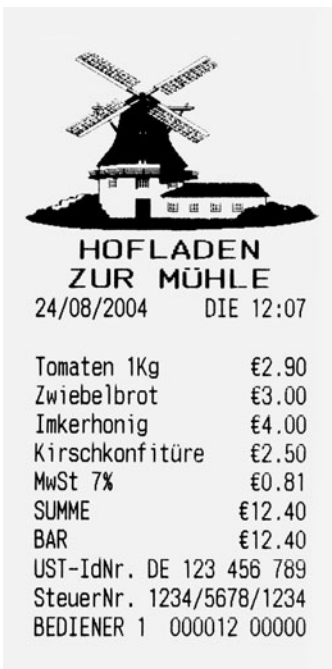 HOFLADEN
ZUR MÜHLE
24/08/2004 DIE 12:07
Tomaten 1Kg €2.90
Zwiebelbrot €3.00
Imkerhonig €4.00
Kirschkonfitüre €2.50
MwSt 7% €0.81
SUMME €12.40
BAR €12.40
UST-IdNr. DE 123 456 789
SteuerNr. 1234/5678/1234
BEDIENER 1 000012 00000